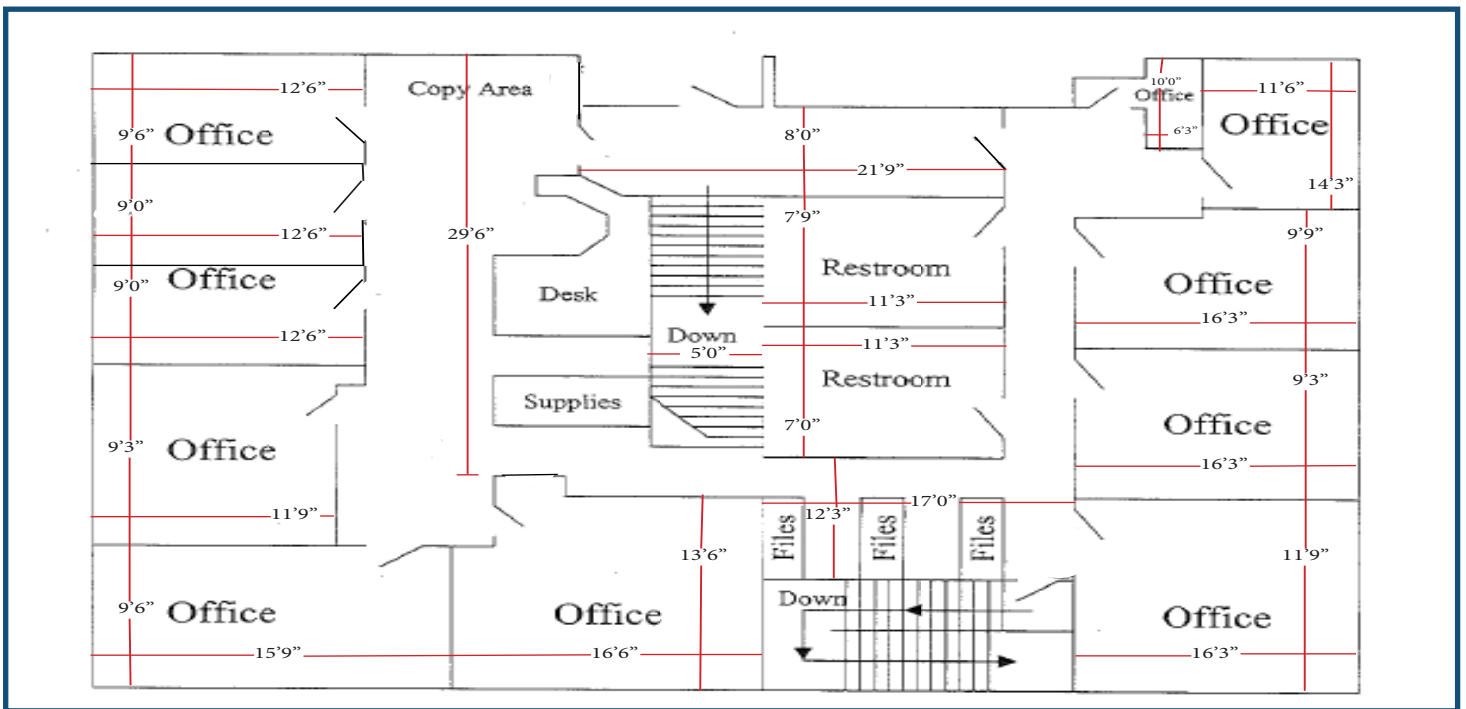 12’6”
Copy Area
10’0”
Office
11’6”
9’6”
Office
8’0”
6’3”
Office
21’9”
14’3”
9’0”
12’6”
29’6”
7’9”
9’9”
Restroom
Office
9’0”
Office
Desk
11’3”
16’3”
12’6”
Down
5’0”
11’3”
Restroom
9’3”
Supplies
7’0”
Office
9’3”
Office
16’3”
11’9”
12’3”
17’0”
Files
Files
Files
13’6”
11’9”
9’6”
Office
Office
Down
Office
15’9”
16’6”
16’3”